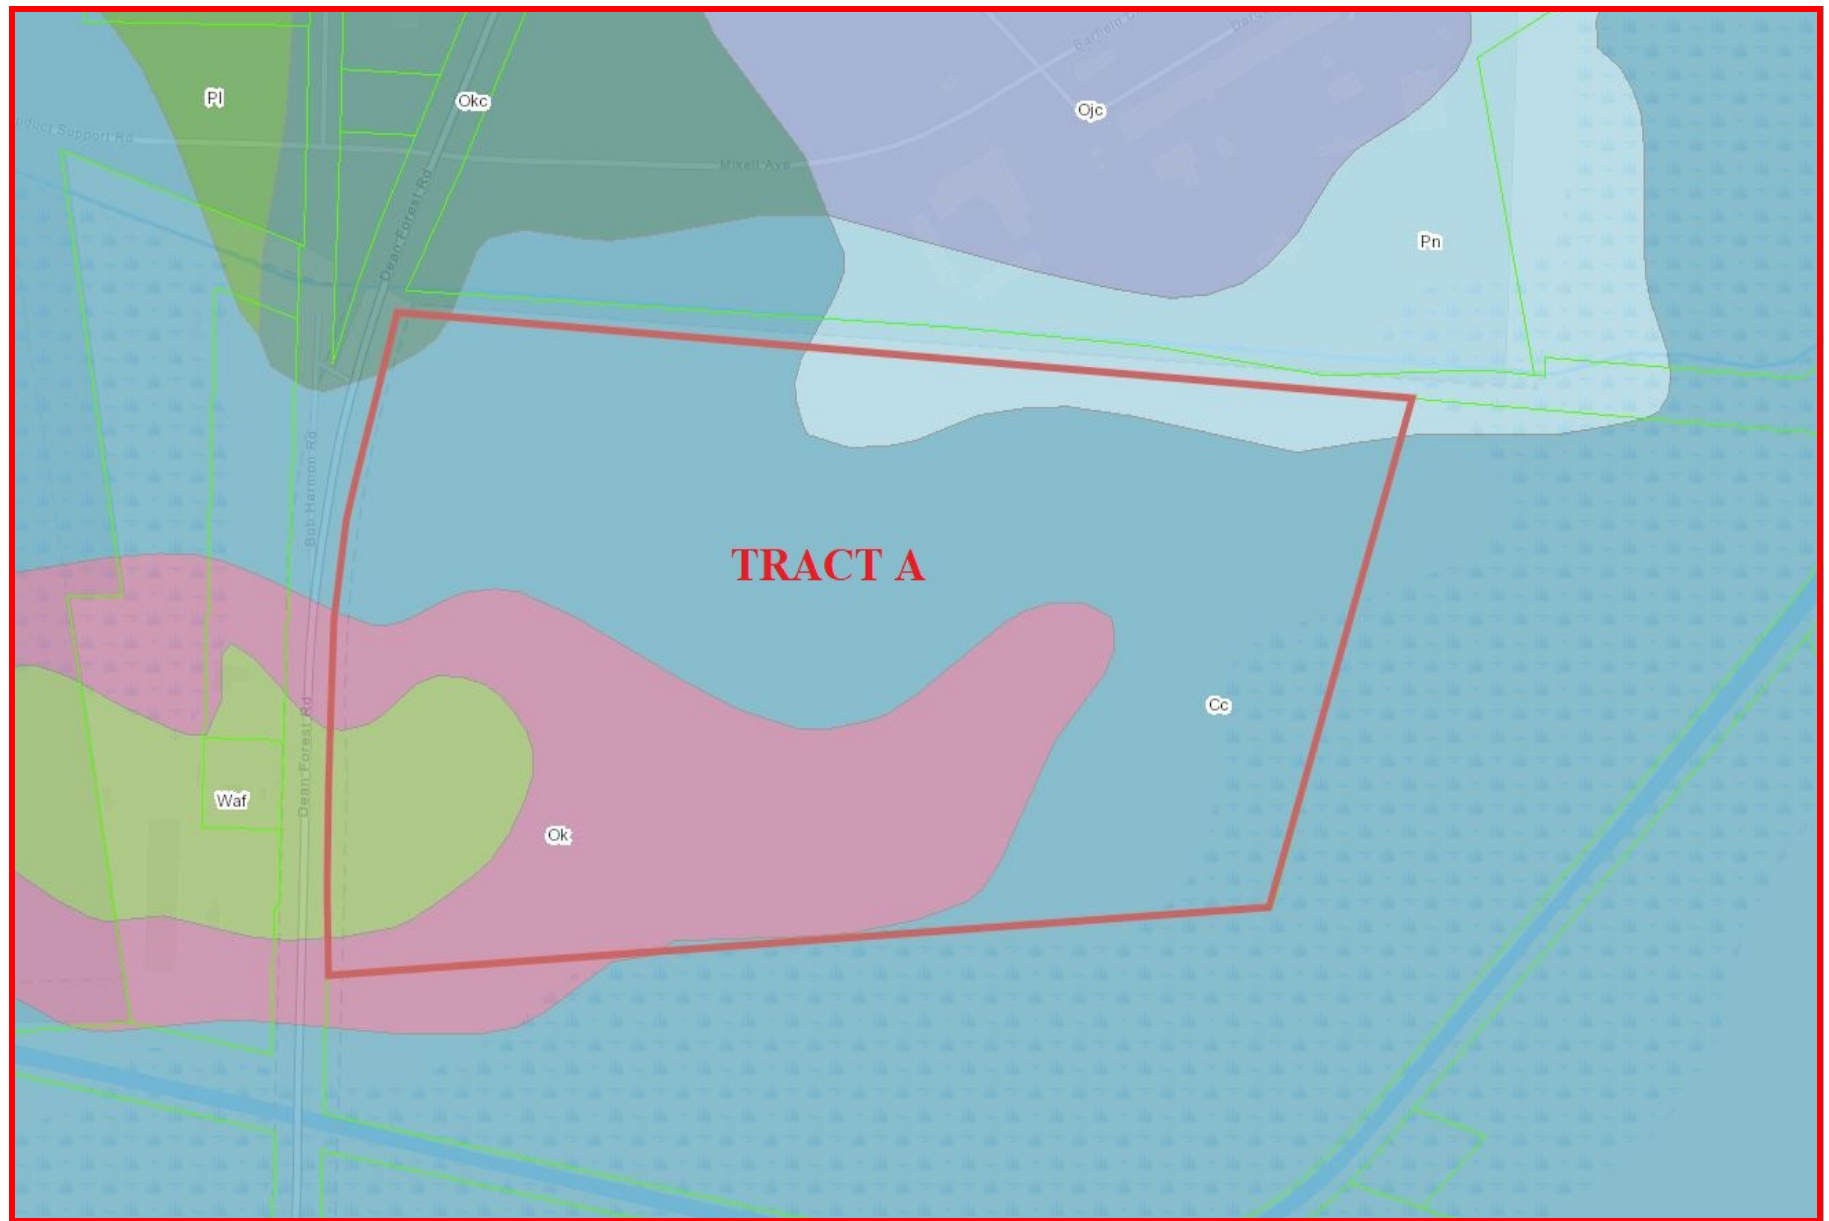 Pl
Okc
Ojc
Mixell Ave
Dean Forest Rd
Pn
Bob Harmon Rd
TRACT A
Cc
Dean Forest Rd
Waf
Ok